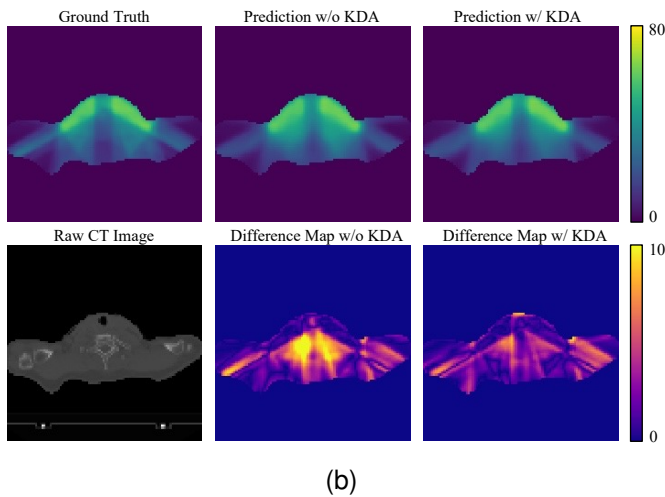 Ground Truth
Prediction w/o KDA
Prediction w/ KDA
80
0
Raw CT Image
Difference Map w/o KDA
Difference Map w/ KDA
10
0
(b)